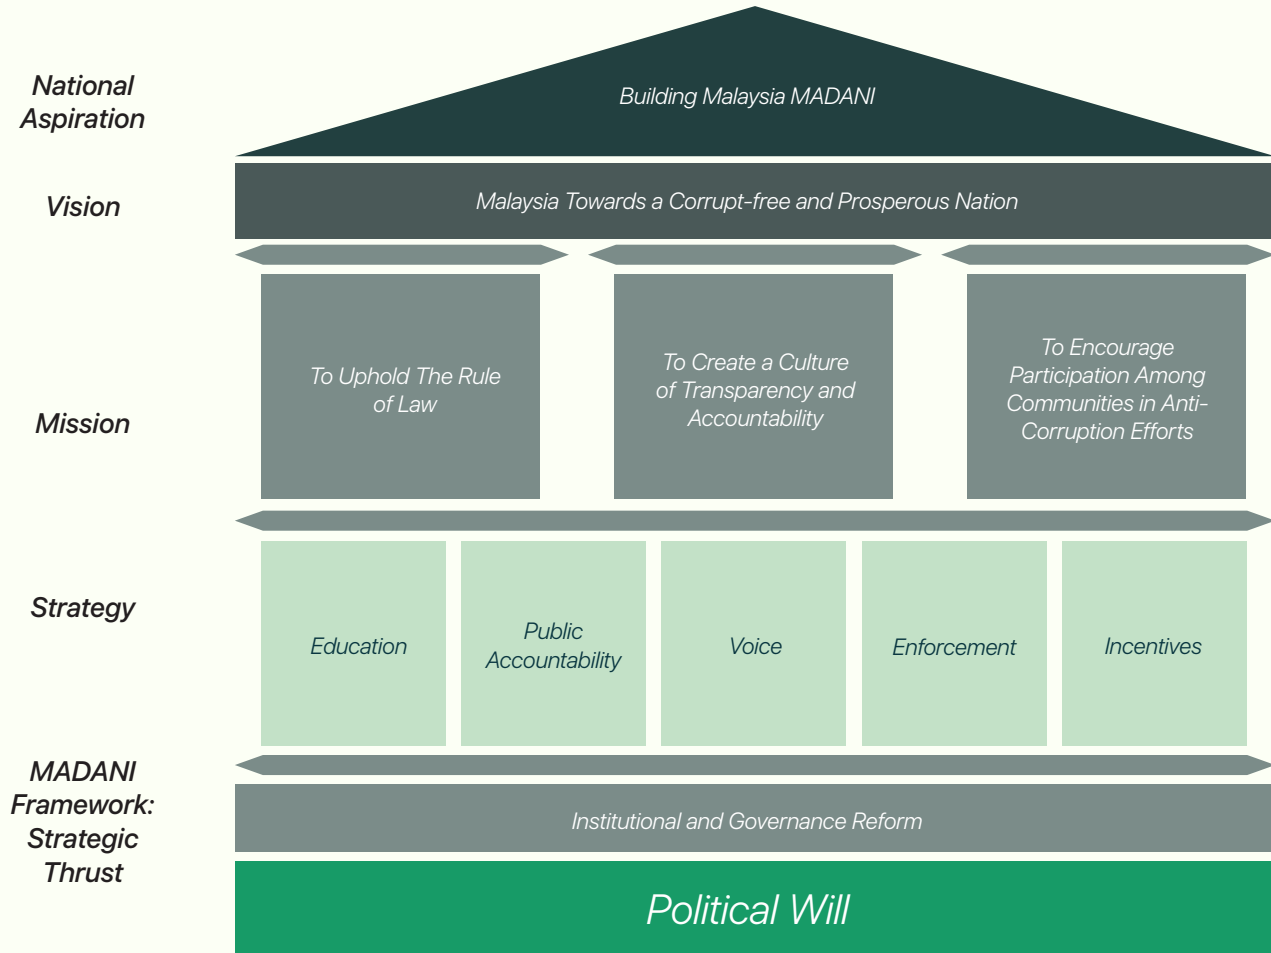 National
Aspiration
Building Malaysia MADANI
Vision
Malaysia Towards a Corrupt-free and Prosperous Nation
Mission
To Uphold The Rule
of Law
To Create a Culture
of Transparency and
Accountability
To Encourage
Participation Among
Communities in Anti-
Corruption Efforts
Strategy
Education
Public
Accountability
Voice
Enforcement
Incentives
MADANI
Framework:
Strategic
Thrust
Institutional and Governance Reform
Political Will